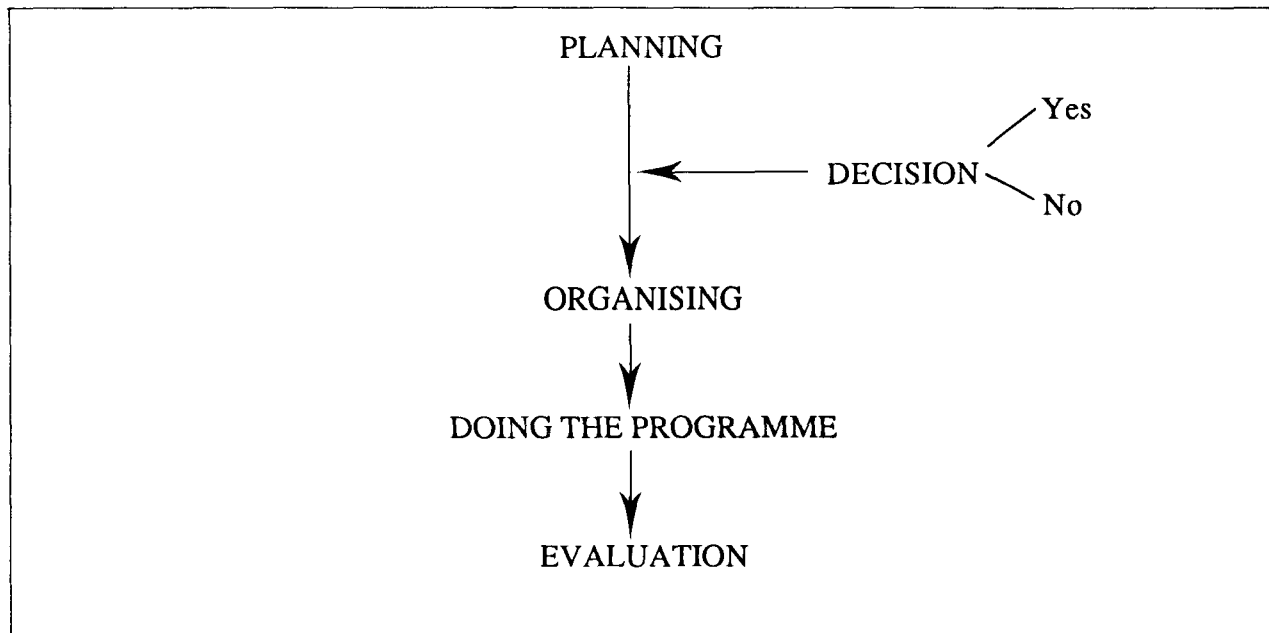 PLANNING
Yes
DECISION
No
ORGANISING
DOING THE PROGRAMME
EVALUATION